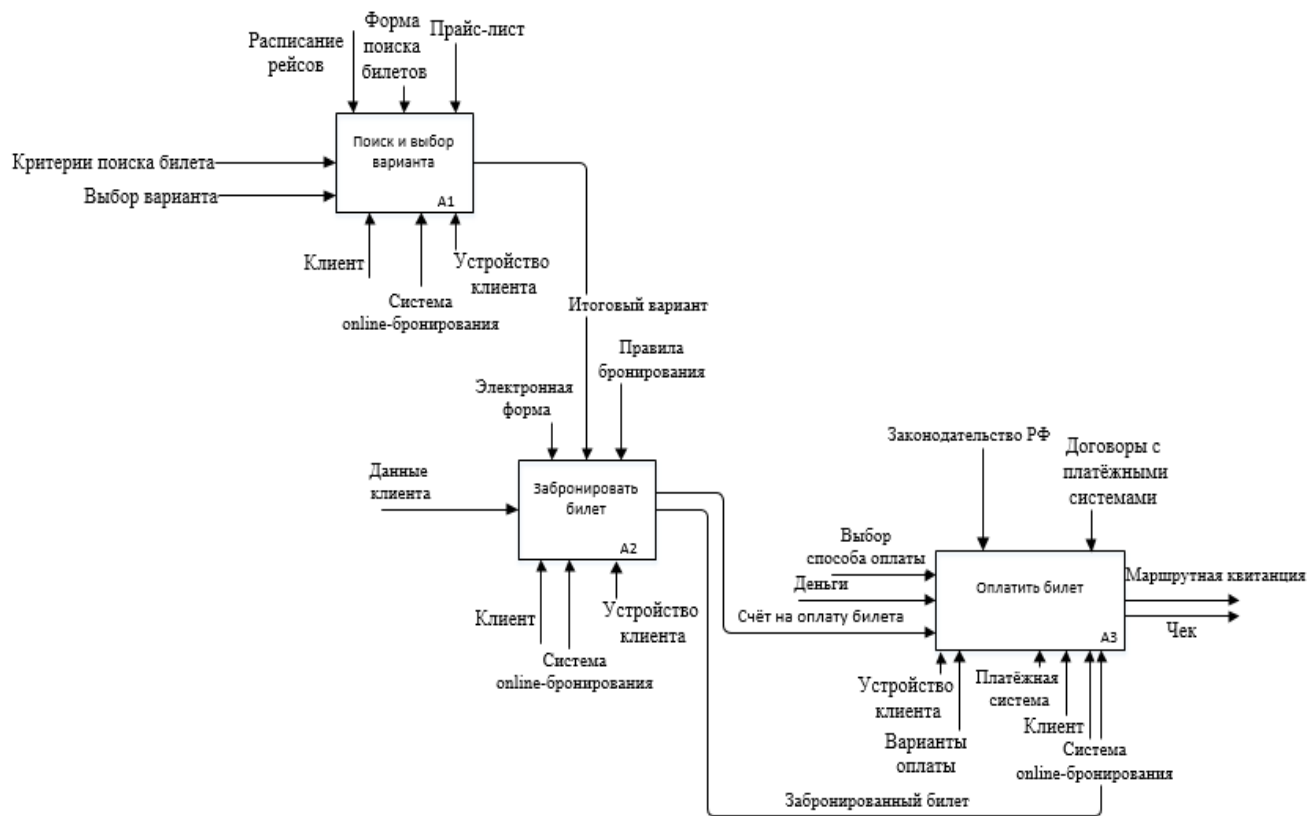 Расписание
рейсов
Форма
поиска
билетов
Прайс-лист
Поиск и выбор
варианта
A1
Критерии поиска билета
Выбор варианта
Клиент
Система
online-бронирования
Устройство
клиента
Итоговый вариант
Электронная
форма
Правила
бронирования
Данные
клиента
Забронировать
билет
A2
Клиент
Система
online-бронирования
Устройство
клиента
Законодательство РФ
Договоры с
платёжными
системами
Выбор
способа оплаты
Деньги
Счёт на оплату билета
Оплатить билет
A3
Маршрутная квитанция
Чек
Устройство
клиента
Варианты
оплаты
Платёжная
система
Клиент
Система
online-бронирования
Забронированный билет